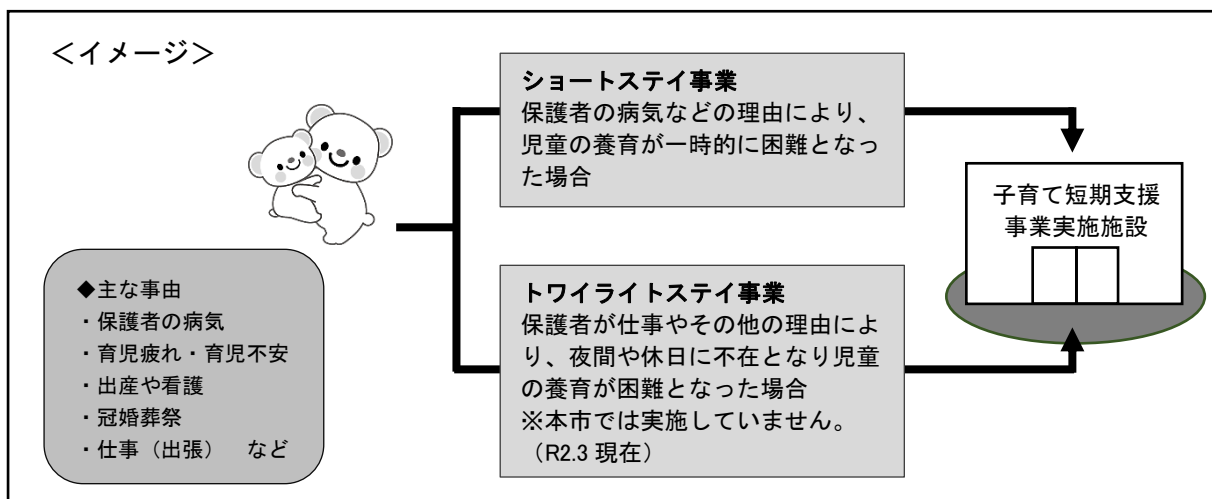 ＜イメージ＞
ショートステイ事業
保護者の病気などの理由により、
児童の養育が一時的に困難となっ
た場合
子育て短期支援
事業実施施設
◆主な事由
・保護者の病気
・育児疲れ・育児不安
・出産や看護
・冠婚葬祭
・仕事（出張）　など
トワイライトステイ事業
保護者が仕事やその他の理由によ
り、夜間や休日に不在となり児童
の養育が困難となった場合
※本市では実施していません。
（R2.3 現在）